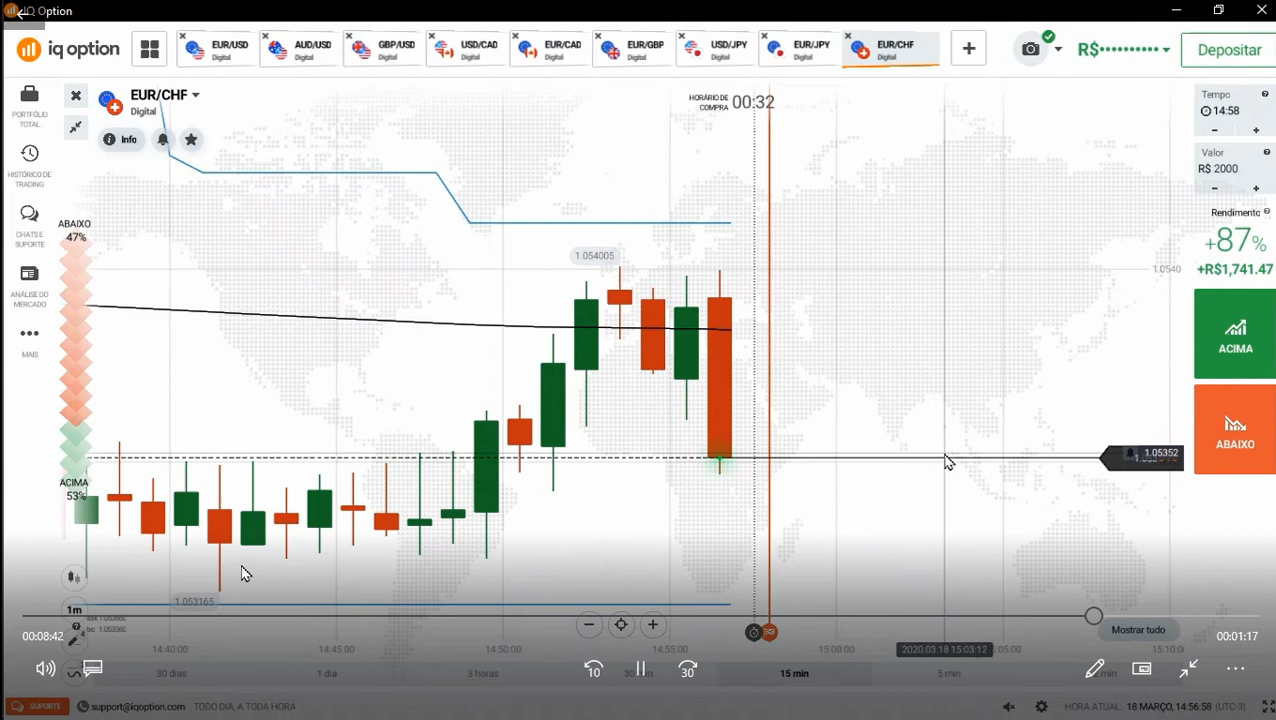 IQ Option
iq option
EUR/USD
Digital
AUD/USD
Digital
GBP/USD
Digital
USD/CAD
Digital
EUR/CAD
Digital
EUR/GBP
Digital
USD/JPY
Digital
EUR/JPY
Digital
EUR/CHF
Digital
R$••••••••••
Depositar
PORTFÓLIO
TOTAL
HISTÓRICO DE
TRADING
CHATS E
SUPORTE
ANÁLISE DO
MERCADO
MAIS
EUR/CHF
Digital
Info
HORÁRIO DE
COMPRA
00:32
ABAIXO
47%
ACIMA
53%
1.054005
1.053165
1.0540
1.05352
Tempo
14:58
Valor
R$ 2000
Rendimento
+87%
+R$1,741.47
ACIMA
ABAIXO
1m
00:08:42
00:01:17
Mostrar tudo
14:40:00
14:45:00
14:50:00
14:55:00
15:00:00
2020.03.18 15:03:12
05:00
15:10:0
30 dias
1 dia
3 horas
15 min
5 min
10
30
SUPORTE
support@iqoption.com
TODO DIA, A TODA HORA
HORA ATUAL: 18 MARÇO, 14:56:58 (UTC-3)